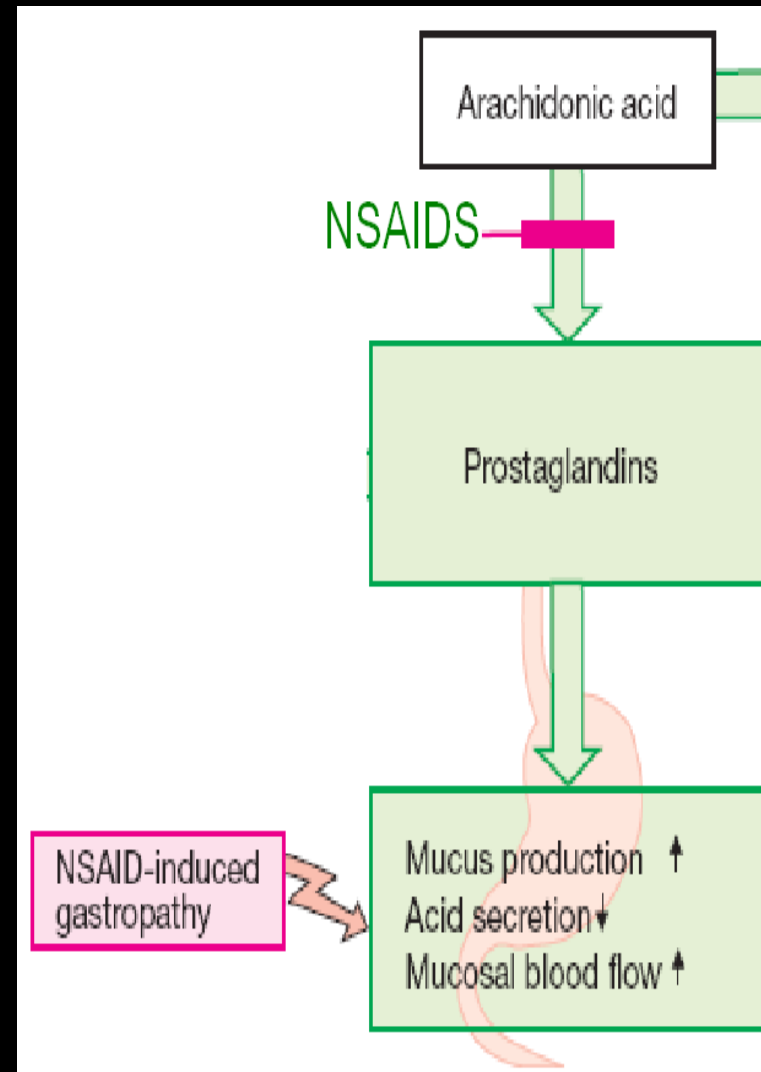 Arachidonic acid
NSAIDS
Prostaglandins
NSAID-induced
gastropathy
Mucus production ↑
Acid secretion↓
Mucosal blood flow ↑